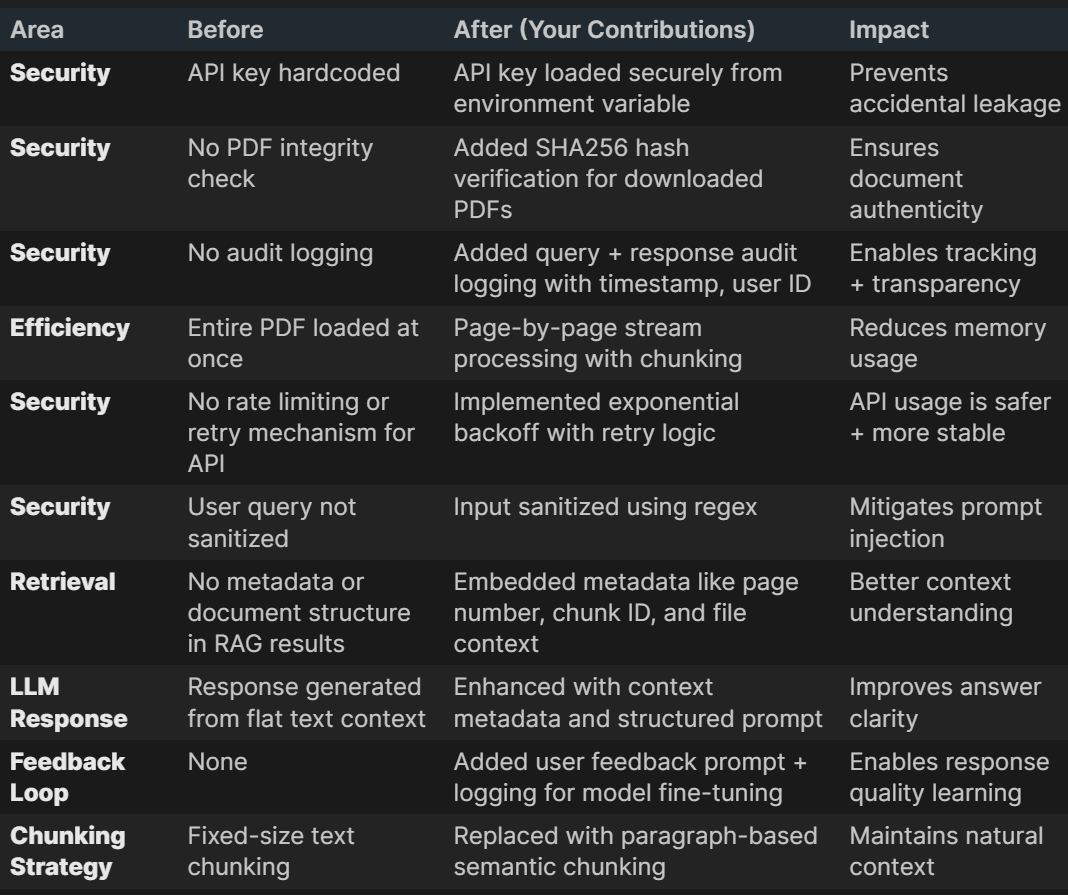 Area Before After (Your Contributions) Impact
Security API key hardcoded API key loaded securely from Prevents
environment variable accidental leakage
Security No PDF integrity Added SHA256 hash Ensures
check verification for downloaded document
PDFs authenticity
Security No audit logging Added query + response audit Enables tracking
logging with timestamp, user ID + transparency
Efficiency Entire PDF loaded at Page-by-page stream Reduces memory
once processing with chunking usage
Security No rate limiting or Implemented exponential API usage is safer
retry mechanism for backoff with retry logic + more stable
API
Security User query not Input sanitized using regex Mitigates prompt
sanitized injection
Retrieval No metadata or Embedded metadata like page Better context
document structure number, chunk ID, and file understanding
in RAG results context
LLM Response generated Enhanced with context Improves answer
Response from flat text context metadata and structured prompt clarity
Feedback None Added user feedback prompt + Enables response
Loop logging for model fine-tuning quality learning
Chunking Fixed-size text Replaced with paragraph-based Maintains natural
Strategy chunking semantic chunking context